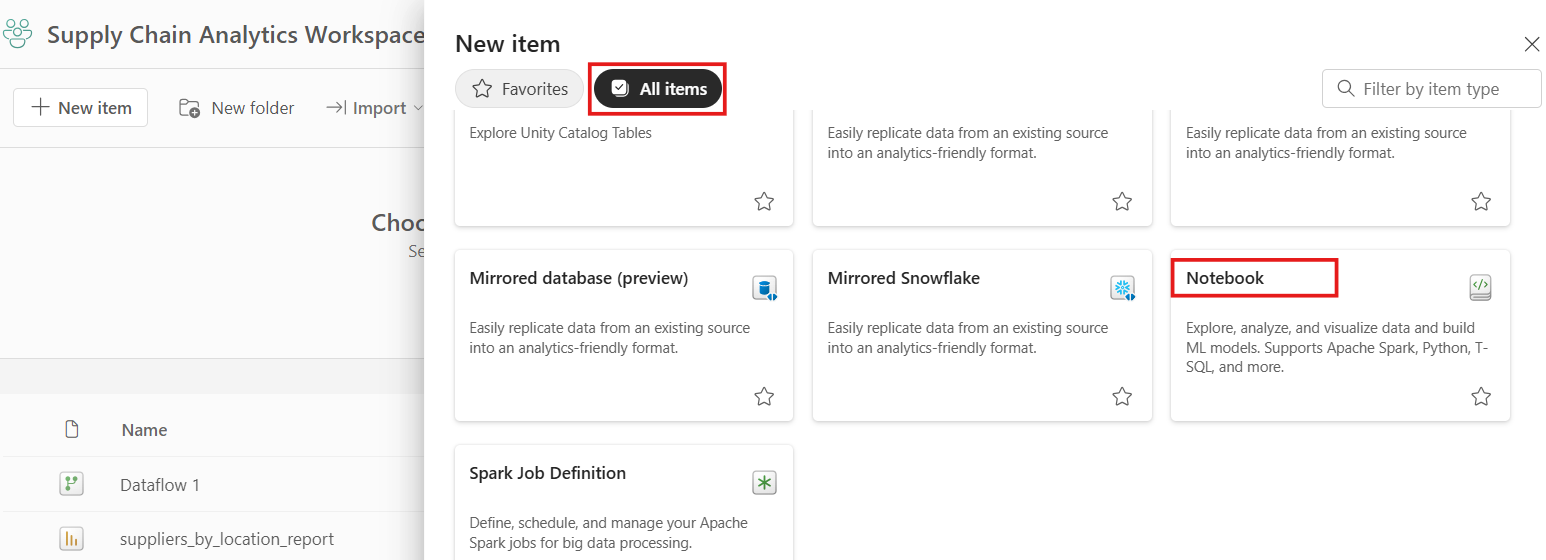 Supply Chain Analytics Workspace
New item
New folder
Import
Choo
Se
Name
Dataflow 1
suppliers_by_location_report
New item
Favorites
All items
Filter by item type
Explore Unity Catalog Tables
Easily replicate data from an existing source
into an analytics-friendly format.
Easily replicate data from an existing source
into an analytics-friendly format.
Mirrored database (preview)
Easily replicate data from an existing source
into an analytics-friendly format.
Mirrored Snowflake
Easily replicate data from an existing source
into an analytics-friendly format.
Notebook
Explore, analyze, and visualize data and build
ML models. Supports Apache Spark, Python, T-
SQL, and more.
Spark Job Definition
Define, schedule, and manage your Apache
Spark jobs for big data processing.